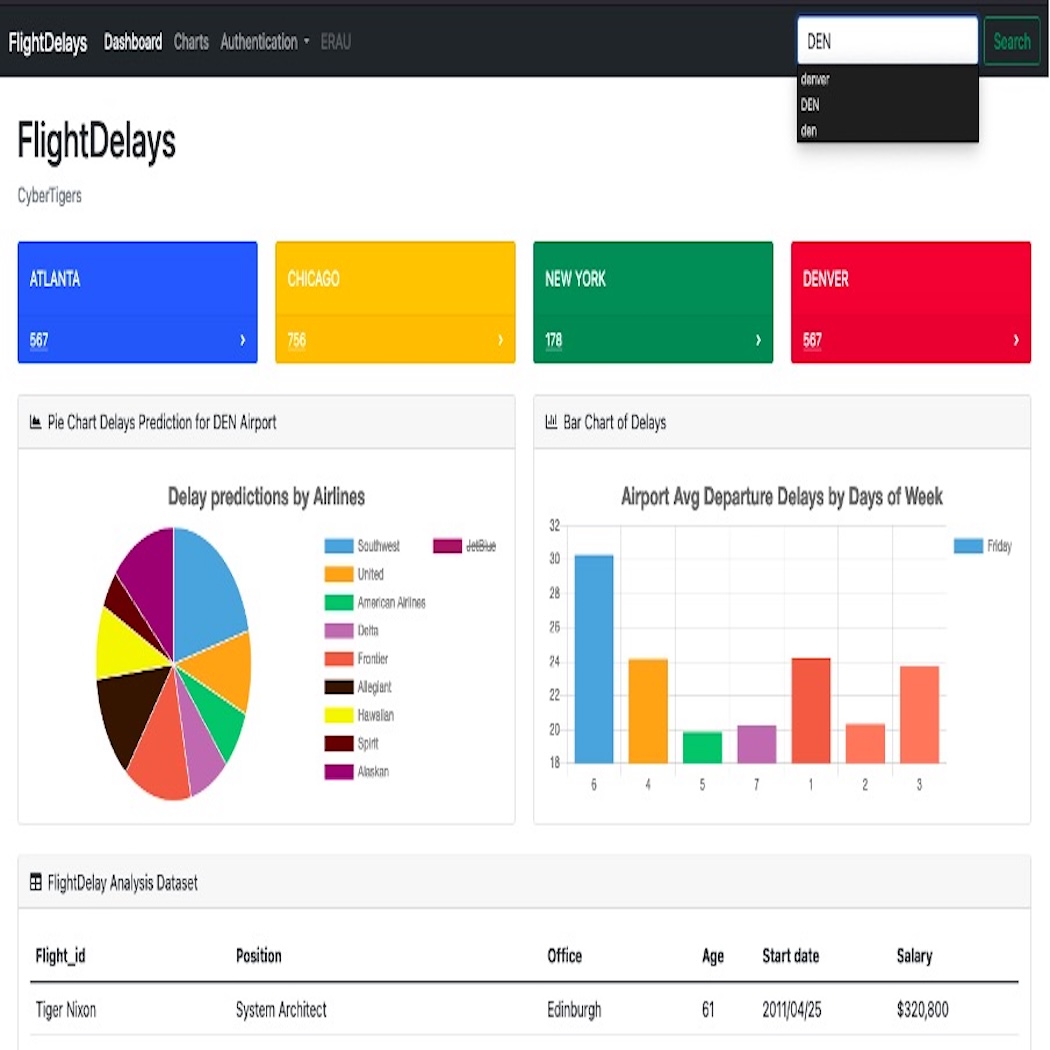 FlightDelays Dashboard Charts Authentication ERAU DEN Search
denver
DEN
den
FlightDelays
CyberTigers
ATLANTA
567
CHICAGO
756
NEW YORK
178
DENVER
567
Pie Chart Delays Prediction for DEN Airport
Delay predictions by Airlines
Southwest JetBlue
United
American Airlines
Delta
Frontier
Allegiant
Hawaiian
Spirit
Alaskan
Bar Chart of Delays
Airport Avg Departure Delays by Days of Week
Friday
32
30
28
26
24
22
20
18
6 4 5 7 1 2 3
FlightDelay Analysis Dataset
Flight_id Position Office Age Start date Salary
Tiger Nixon System Architect Edinburgh 61 2011/04/25 $320,800